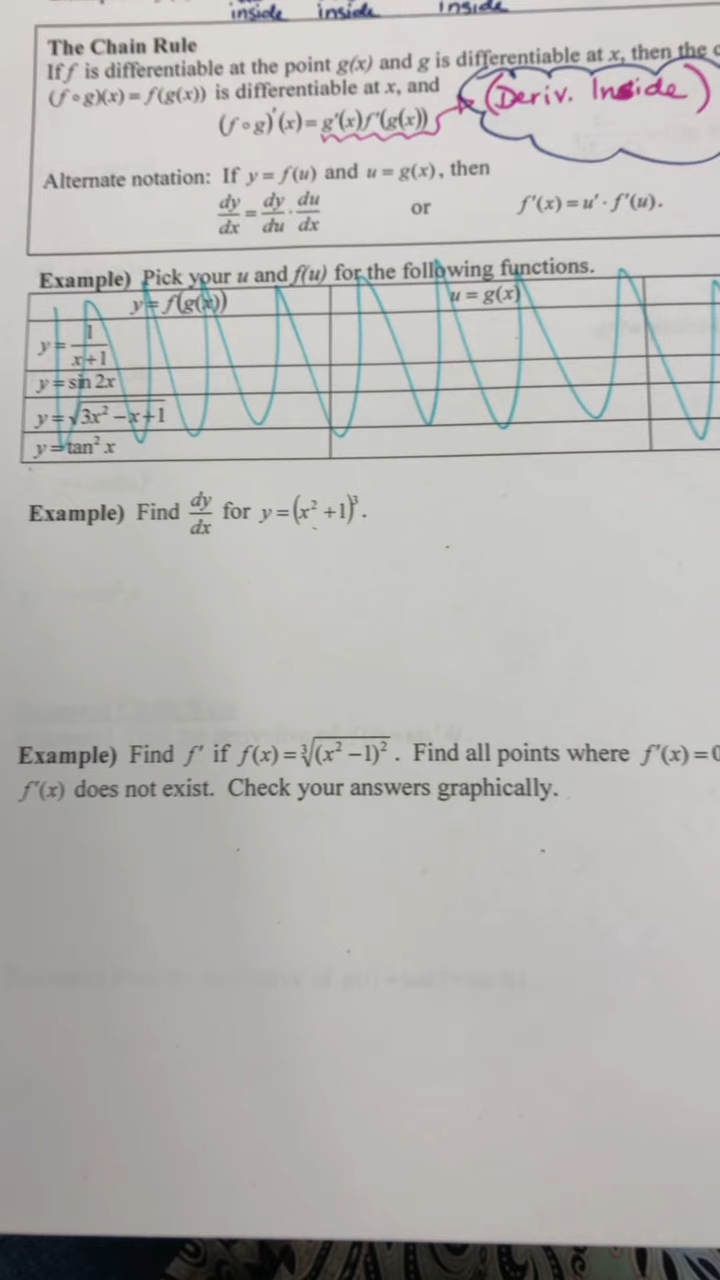 inside inside inside
The Chain Rule
If f is differentiable at the point g(x) and g is differentiable at x, then the
(f ∘ g)(x) = f(g(x)) is differentiable at x, and
(Deriv. Inside)
(f ∘ g)'(x) = g'(x)f'(g(x))
Alternate notation: If y = f(u) and u = g(x), then
dy/dx = dy/du · du/dx or f'(x) = u' · f'(u).
Example) Pick your u and f(u) for the following functions.
y = f(g(x)) u = g(x)
y = 1/(x+1)
y = sin 2x
y = √(3x² − x + 1)
y = tan² x
Example) Find dy/dx for y = (x² + 1)³.
Example) Find f' if f(x) = ∛((x² − 1)²). Find all points where f'(x) = 0
f'(x) does not exist. Check your answers graphically.